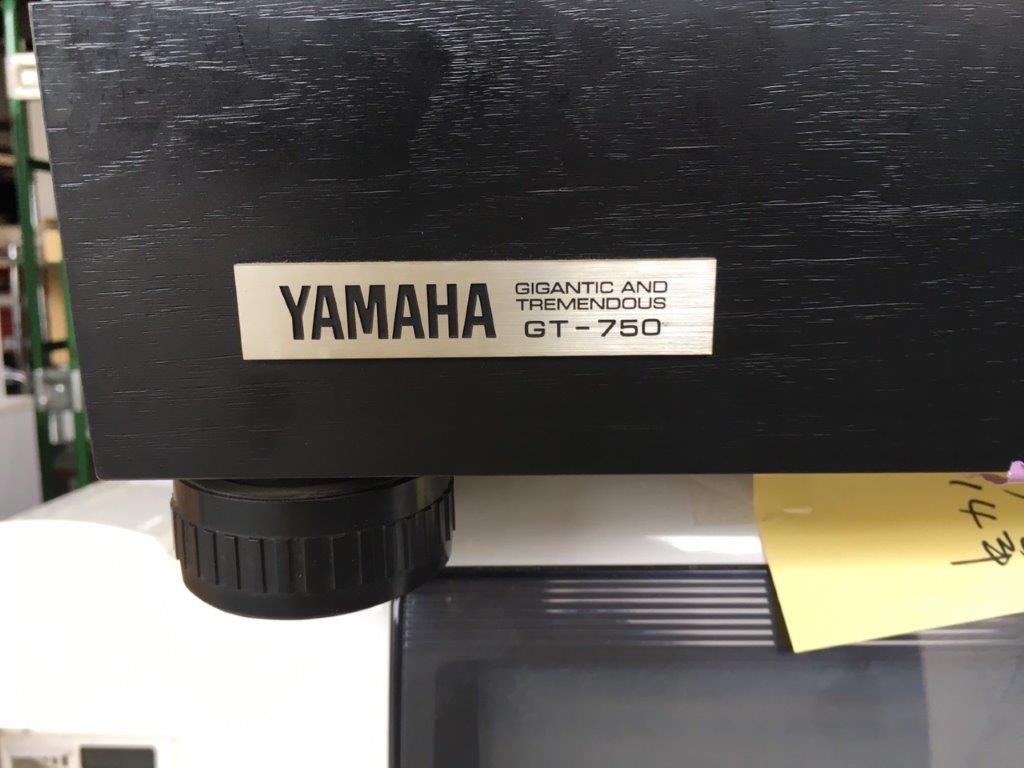 YAMAHA
GIGANTIC AND
TREMENDOUS
GT-750